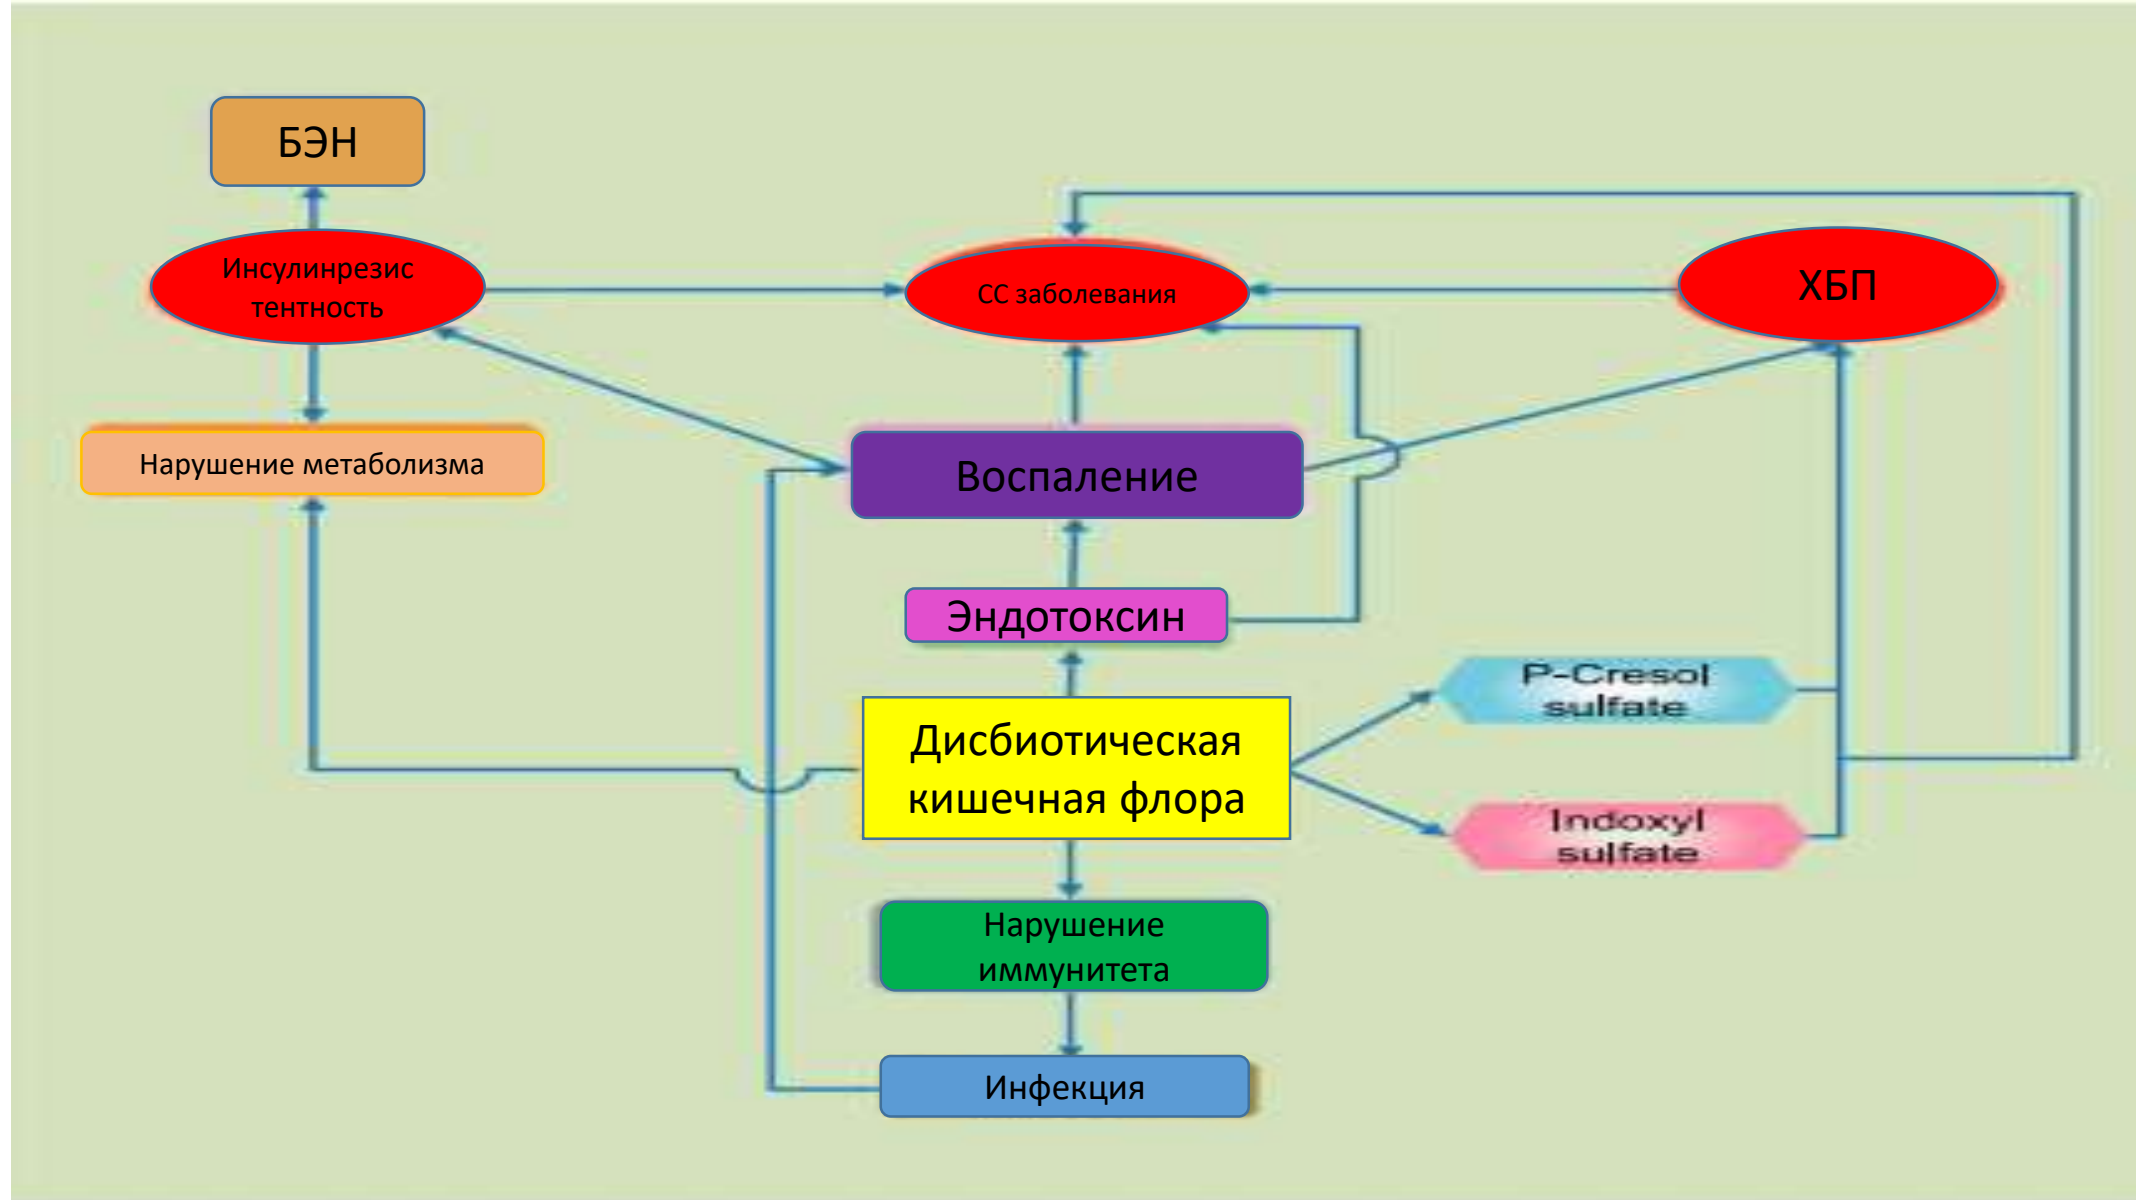 БЭН
Инсулинрезис
тентность
СС заболевания
ХБП
Нарушение метаболизма
Воспаление
Эндотоксин
P-Cresol
sulfate
Дисбиотическая
кишечная флора
Indoxyl
sulfate
Нарушение
иммунитета
Инфекция